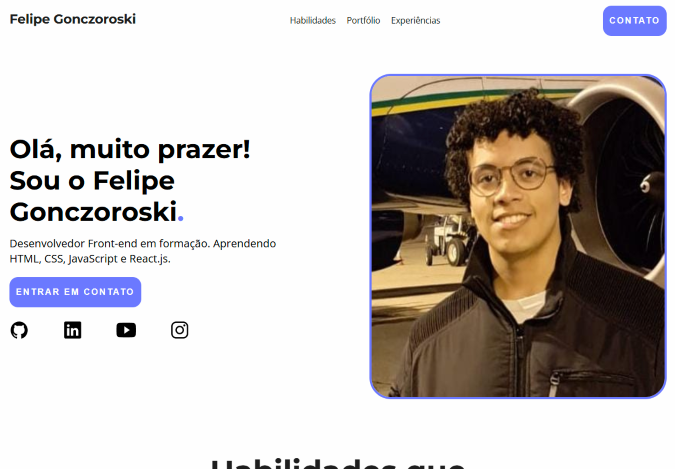 Felipe Gonczoroski
Habilidades Portfólio Experiências
CONTATO
Olá, muito prazer!
Sou o Felipe
Gonczoroski.
Desenvolvedor Front-end em formação. Aprendendo
HTML, CSS, JavaScript e React.js.
ENTRAR EM CONTATO
Habilidades que